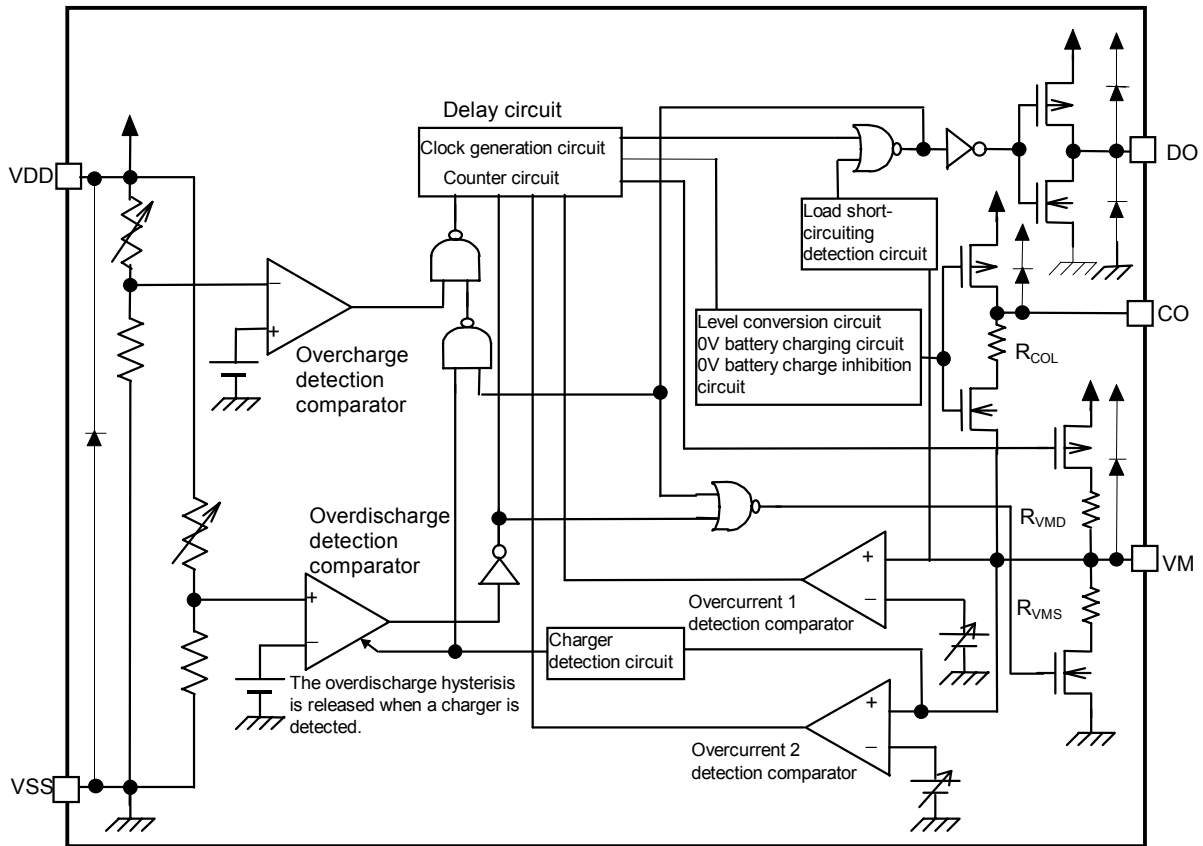 Delay circuit
Clock generation circuit
Counter circuit
VDD
DO
Load short-
circuiting
detection circuit
CO
Level conversion circuit
0V battery charging circuit
0V battery charge inhibition
circuit
RCOL
−
+
Overcharge
detection
comparator
Overdischarge
detection
comparator
RVMD
VM
+
−
+
−
Overcurrent 1
detection comparator
RVMS
Charger
detection circuit
The overdischarge hysterisis
is released when a charger is
detected.
+
−
Overcurrent 2
detection comparator
VSS